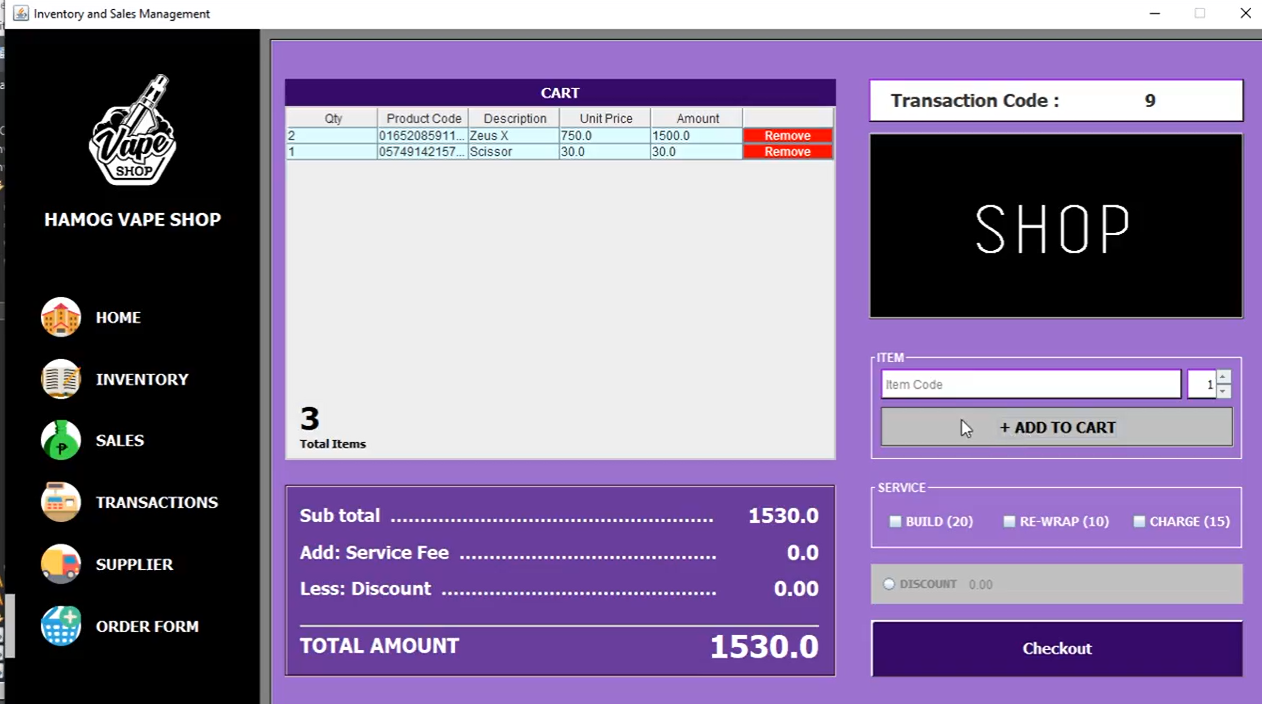 Inventory and Sales Management
Vape
SHOP
HAMOG VAPE SHOP
HOME
INVENTORY
SALES
TRANSACTIONS
SUPPLIER
ORDER FORM
CART
Qty Product Code Description Unit Price Amount
2 01652085911... Zeus X 750.0 1500.0 Remove
1 05749142157... Scissor 30.0 30.0 Remove
3
Total Items
Sub total ...................................................... 1530.0
Add: Service Fee ........................................... 0.0
Less: Discount .............................................. 0.00
TOTAL AMOUNT 1530.0
Transaction Code : 9
SHOP
ITEM
Item Code 1
+ ADD TO CART
SERVICE
BUILD (20) RE-WRAP (10) CHARGE (15)
DISCOUNT 0.00
Checkout